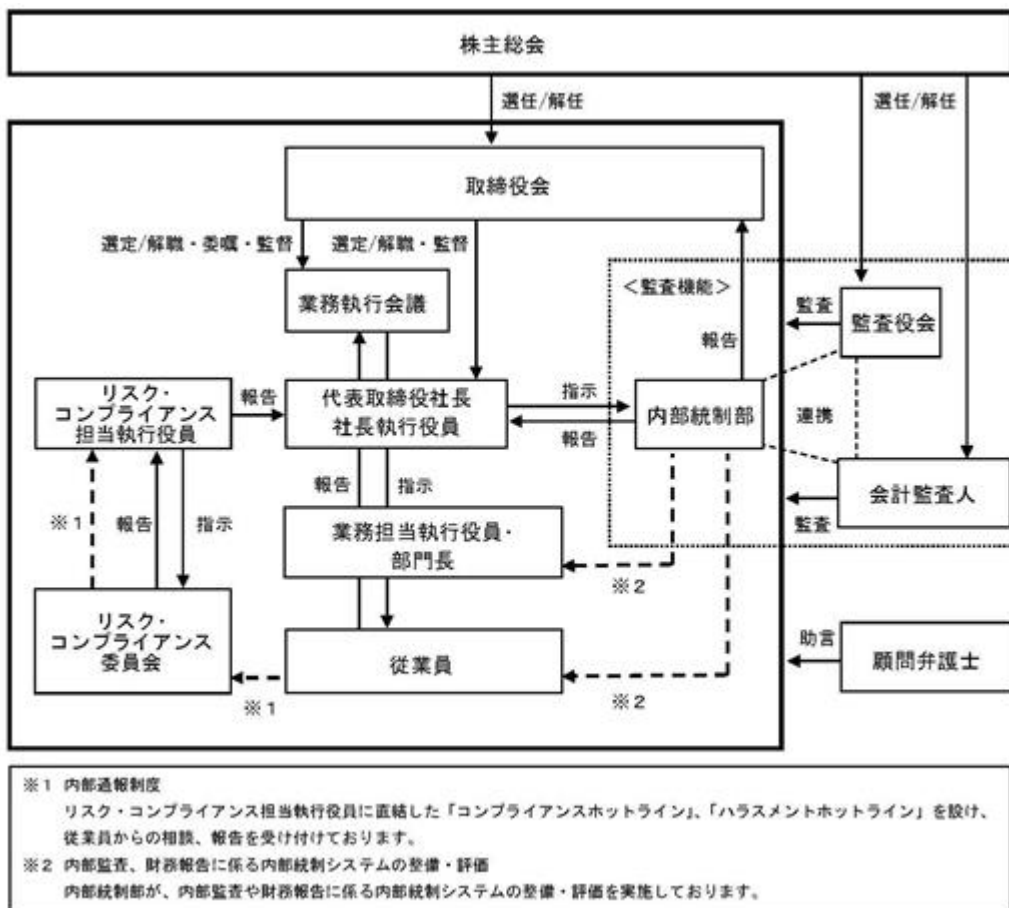 株主総会
選任/解任
選任/解任
取締役会
選定/解職・委嘱・監督
選定/解職・監督
業務執行会議
<監査機能>
監査
監査役会
報告
リスク・
コンプライアンス
担当執行役員
報告
代表取締役社長
社長執行役員
指示
報告
内部統制部
連携
会計監査人
監査
※1
報告
指示
報告
指示
業務担当執行役員・
部門長
※2
リスク・
コンプライアンス
委員会
従業員
※1
※2
助言
顧問弁護士
※1 内部通報制度
リスク・コンプライアンス担当執行役員に直結した「コンプライアンスホットライン」、「ハラスメントホットライン」を設け、
従業員からの相談、報告を受け付けております。
※2 内部監査、財務報告に係る内部統制システムの整備・評価
内部統制部が、内部監査や財務報告に係る内部統制システムの整備・評価を実施しております。